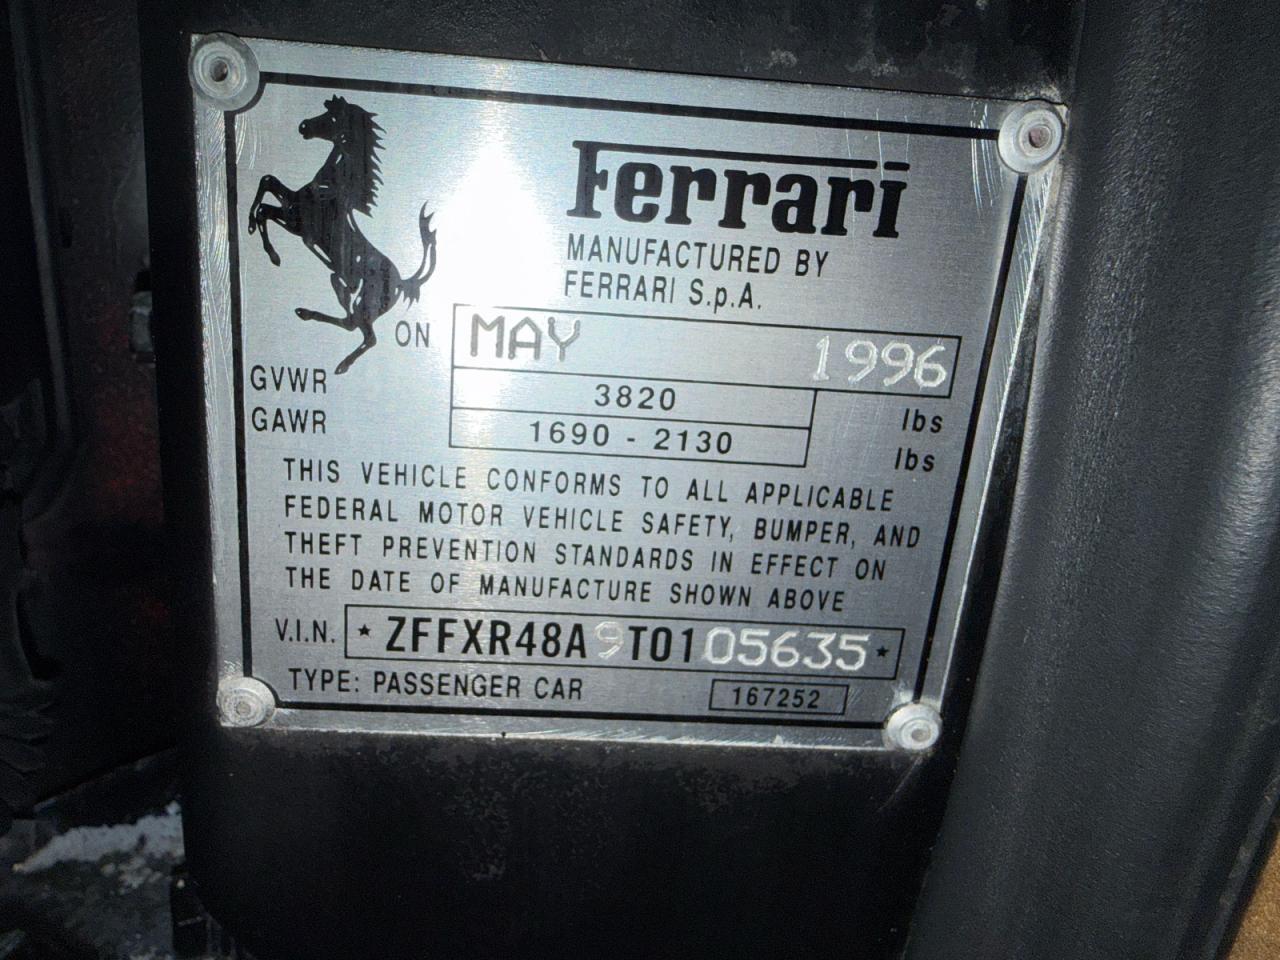 Ferrari
MANUFACTURED BY
FERRARI S.p.A.
ON MAY 1996
GVWR 3820 lbs
GAWR 1690 - 2130 lbs
THIS VEHICLE CONFORMS TO ALL APPLICABLE
FEDERAL MOTOR VEHICLE SAFETY, BUMPER, AND
THEFT PREVENTION STANDARDS IN EFFECT ON
THE DATE OF MANUFACTURE SHOWN ABOVE
V.I.N. * ZFFXR48A9T0105635 *
TYPE: PASSENGER CAR 167252